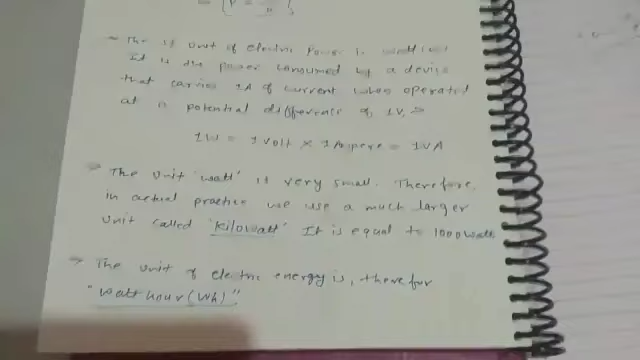 → The SI unit of electric Power is watt (W).
It is the power consumed by a device
that carries 1A of current when operated
at a potential difference of 1V, →
1W = 1 Volt × 1 Ampere = 1VA
→ The unit 'watt' is very small. Therefore,
in actual practice we use a much larger
unit called 'kilowatt' It is equal to 1000 watt
→ The unit of electric energy is, therefor
"Watt hour (Wh)"